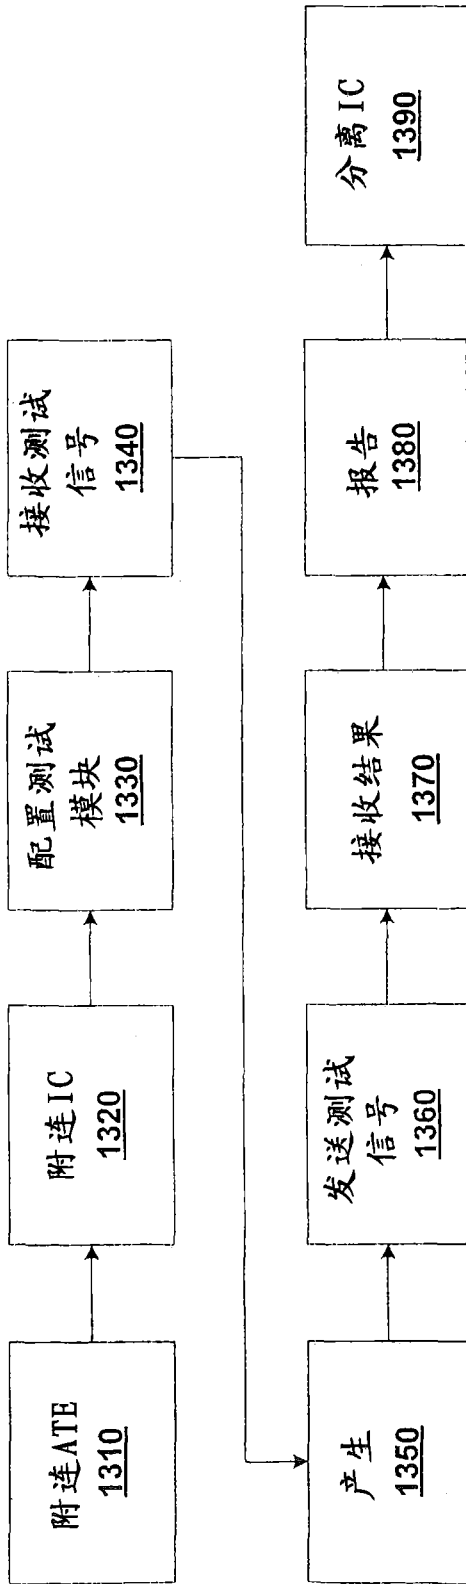 附连ATE
1310
附连IC
1320
配置测试
模块
1330
接收测试
信号
1340
产生
1350
发送测试
信号
1360
接收结果
1370
报告
1380
分离IC
1390